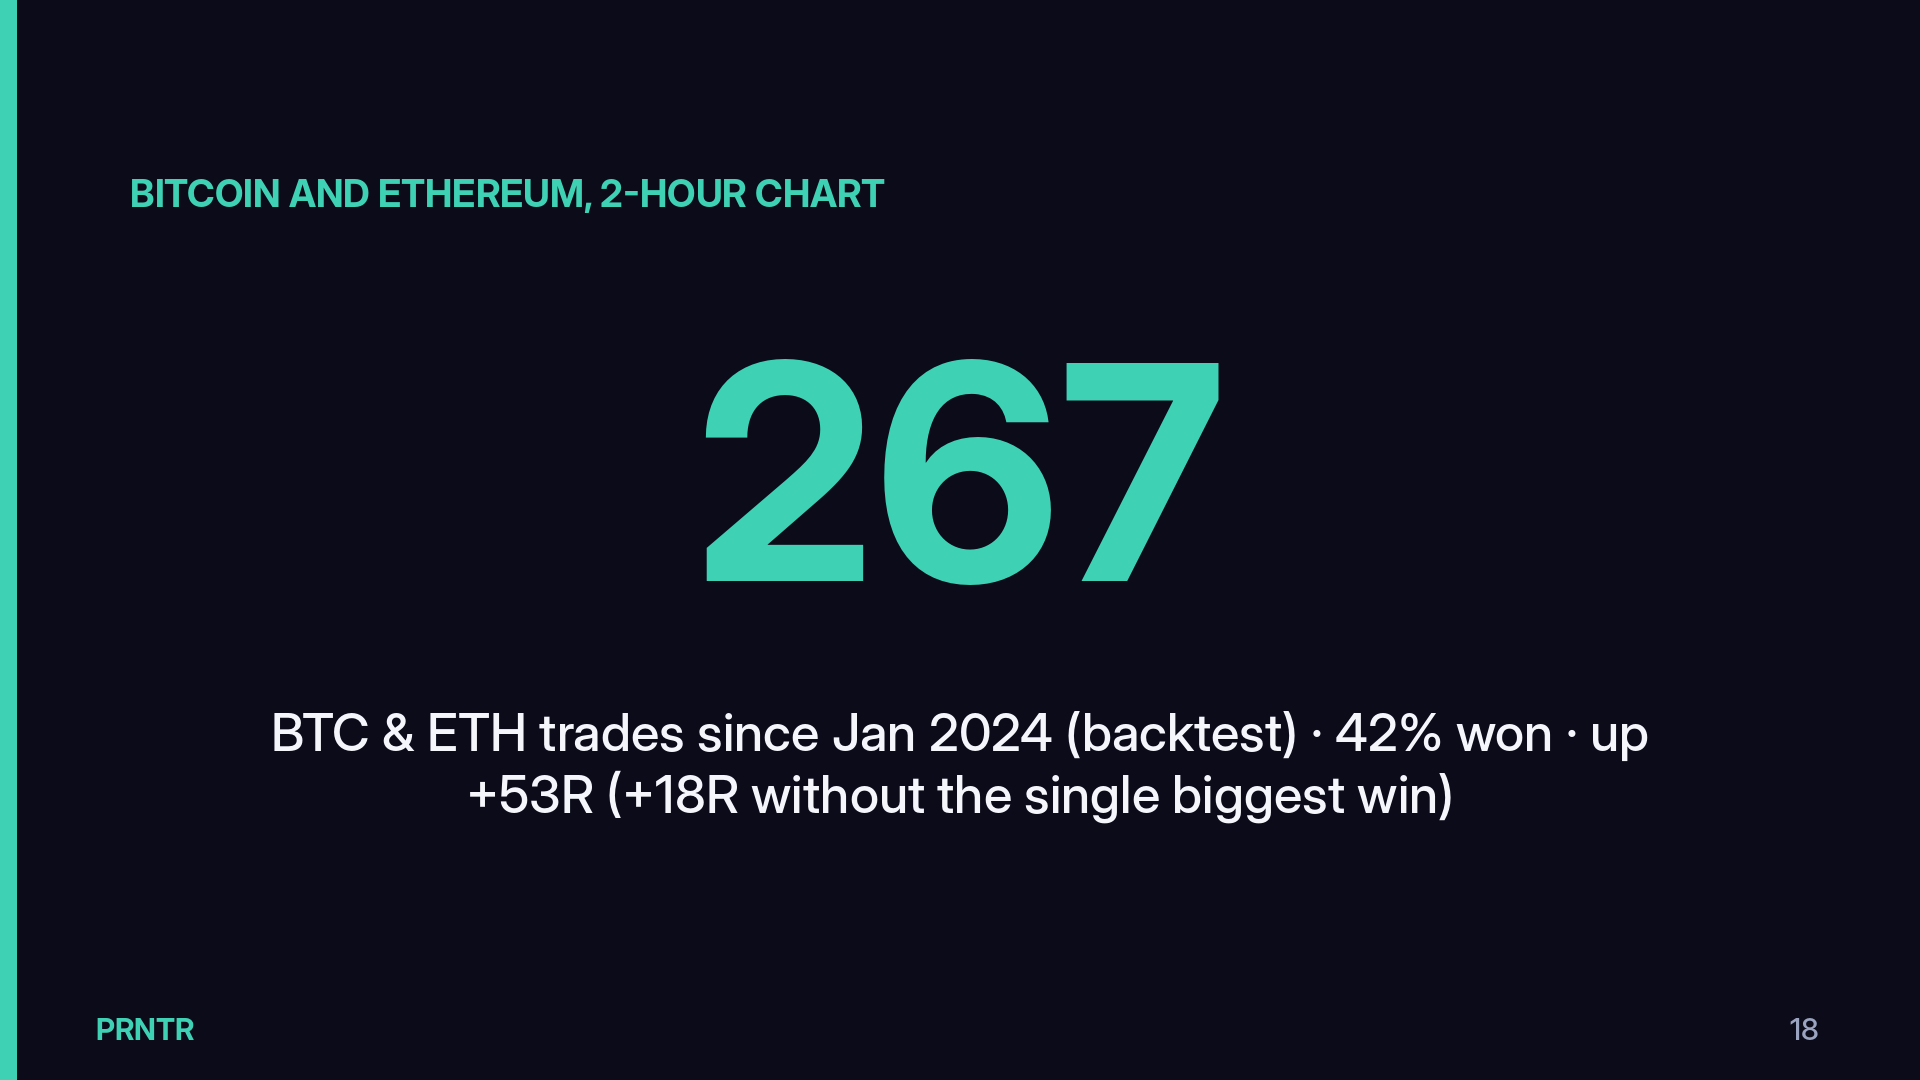 BITCOIN AND ETHEREUM, 2-HOUR CHART
267
BTC & ETH trades since Jan 2024 (backtest) · 42% won · up
+53R (+18R without the single biggest win)
PRNTR
18